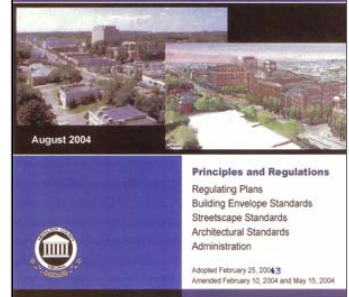 August 2004
Principles and Regulations
Regulating Plans
Building Envelope Standards
Streetscape Standards
Architectural Standards
Administration
Adopted February 25, 20043
Amended February 10, 2004 and May 15, 2004